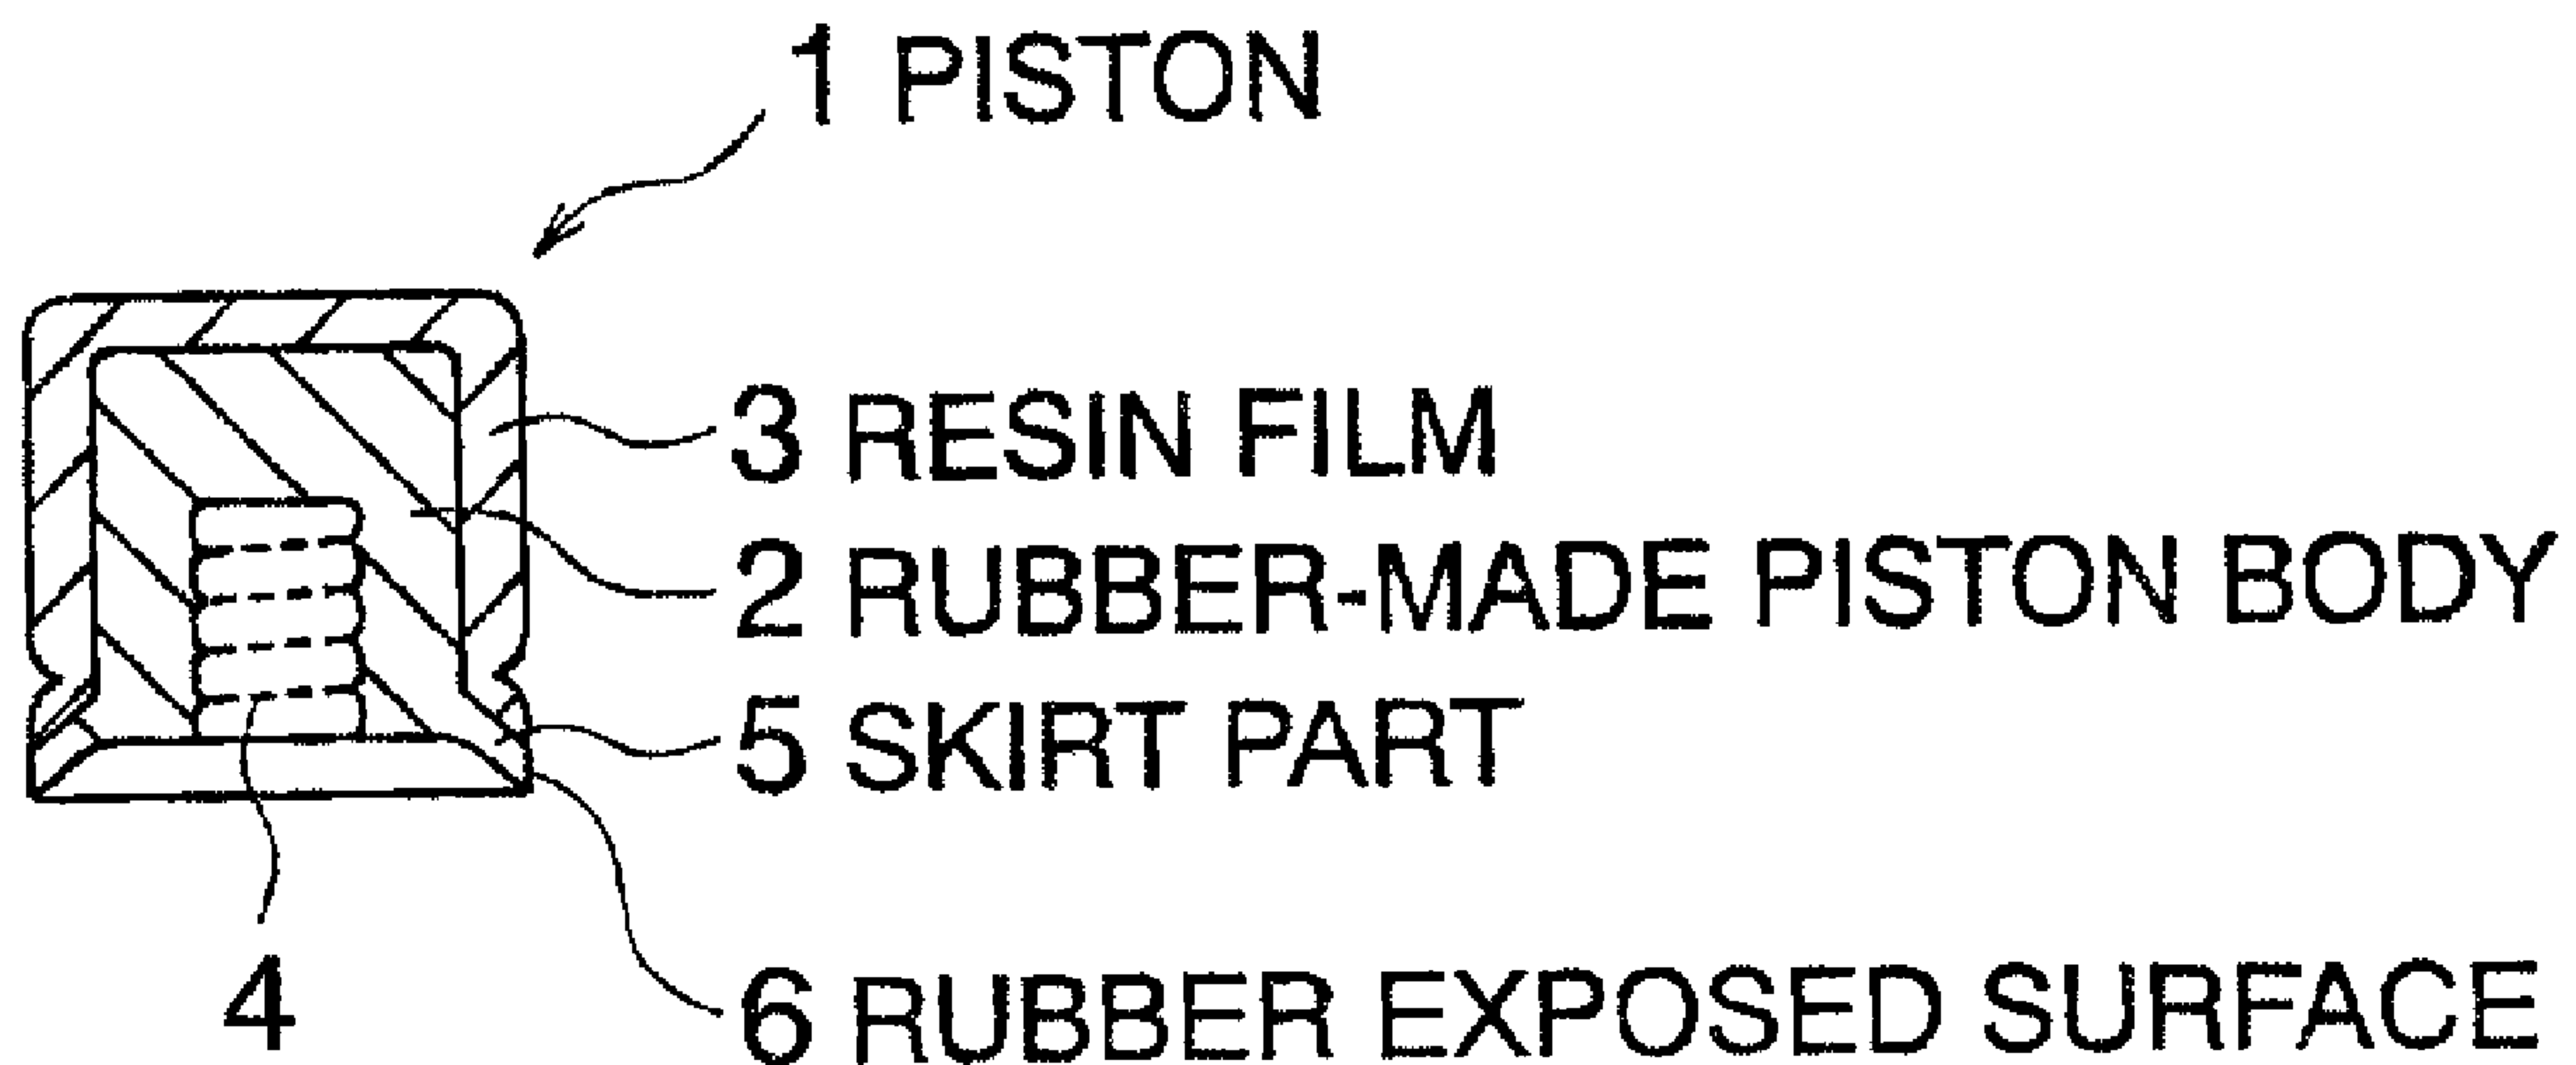 1 PISTON
3 RESIN FILM
2 RUBBER-MADE PISTON BODY
5 SKIRT PART
4
6 RUBBER EXPOSED SURFACE